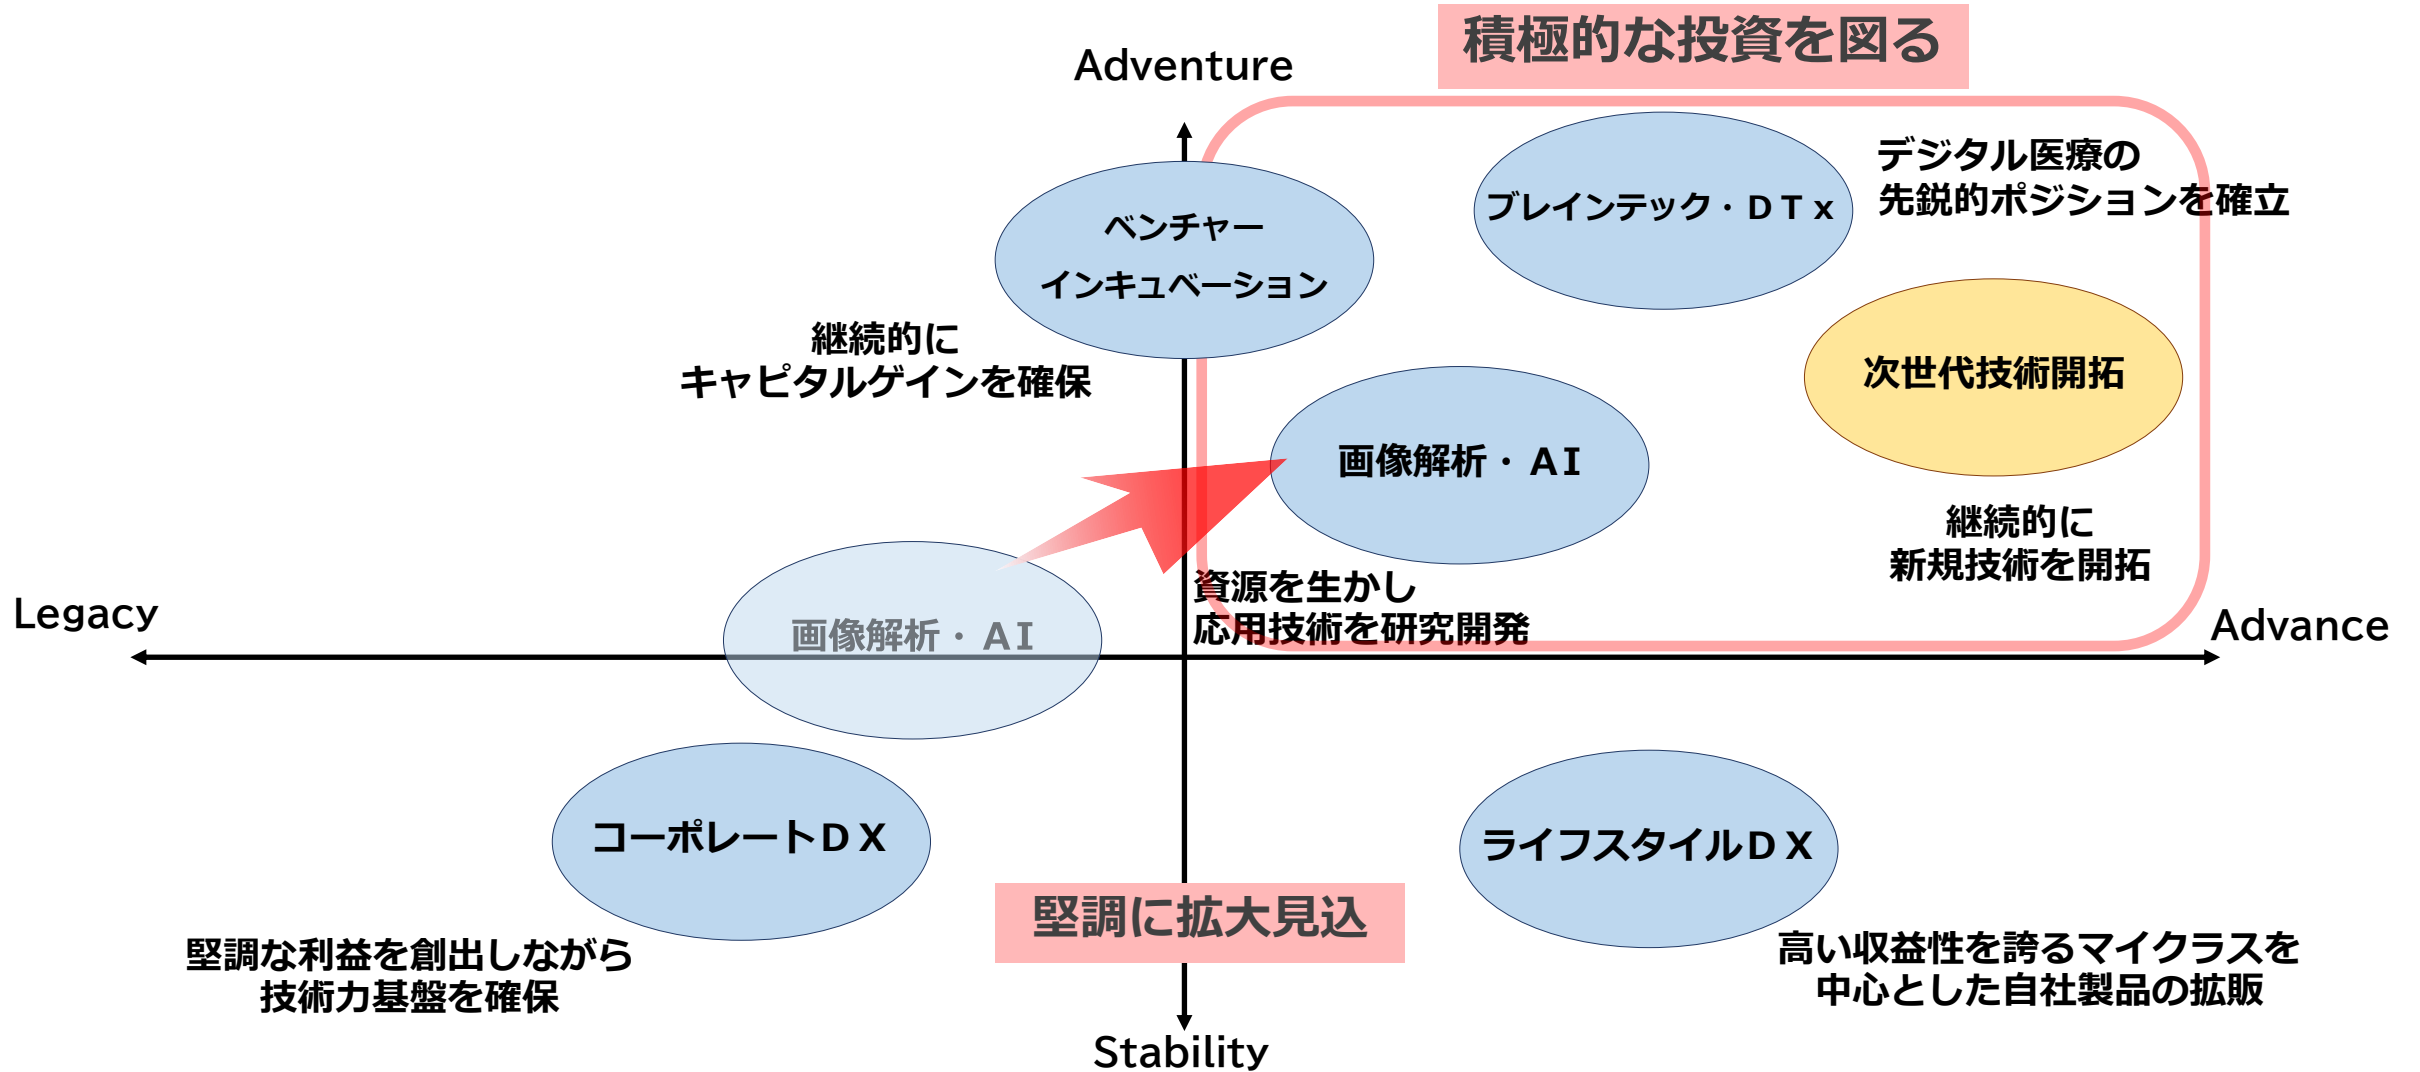 積極的な投資を図る
Adventure
ベンチャー
インキュベーション
ブレインテック・ＤＴｘ
デジタル医療の
先鋭的ポジションを確立
継続的に
キャピタルゲインを確保
次世代技術開拓
画像解析・ＡＩ
継続的に
新規技術を開拓
資源を生かし
応用技術を研究開発
Legacy
画像解析・ＡＩ
Advance
コーポレートＤＸ
ライフスタイルＤＸ
堅調に拡大見込
堅調な利益を創出しながら
技術力基盤を確保
高い収益性を誇るマイクラスを
中心とした自社製品の拡販
Stability